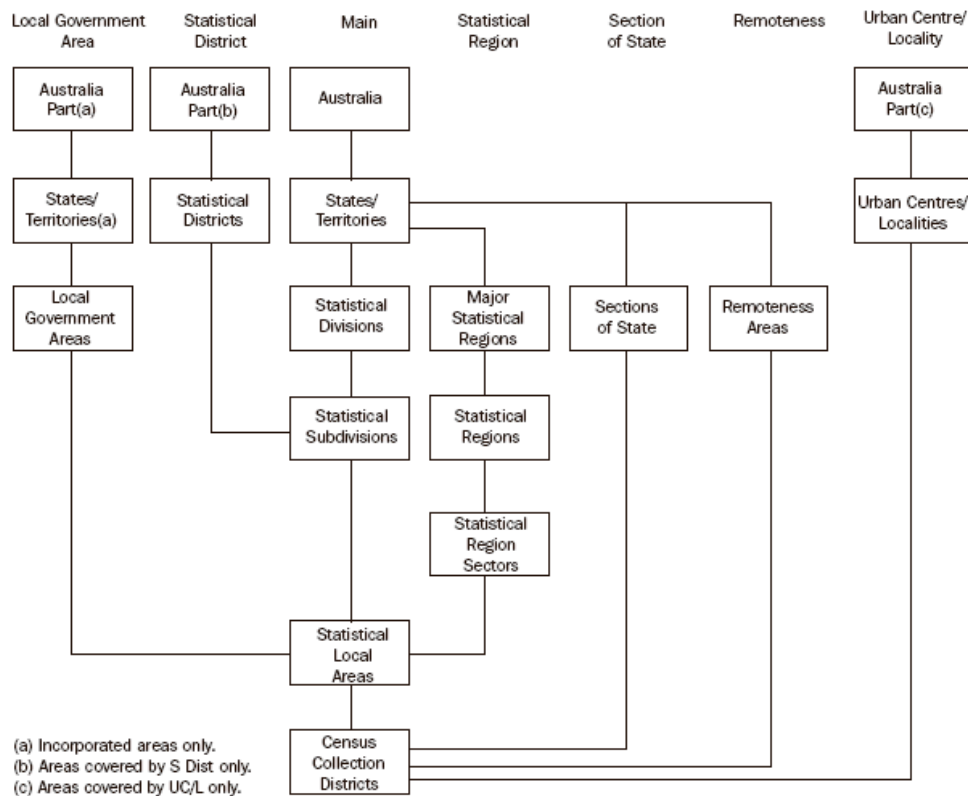 Local Government
Area
Statistical
District
Main
Statistical
Region
Section
of State
Remoteness
Urban Centre/
Locality
Australia
Part(a)
Australia
Part(b)
Australia
Australia
Part(c)
States/
Territories(a)
Statistical
Districts
States/
Territories
Urban Centres/
Localities
Local
Government
Areas
Statistical
Divisions
Major
Statistical
Regions
Sections
of State
Remoteness
Areas
Statistical
Subdivisions
Statistical
Regions
Statistical
Region
Sectors
Statistical
Local
Areas
Census
Collection
Districts
(a) Incorporated areas only.
(b) Areas covered by S Dist only.
(c) Areas covered by UC/L only.